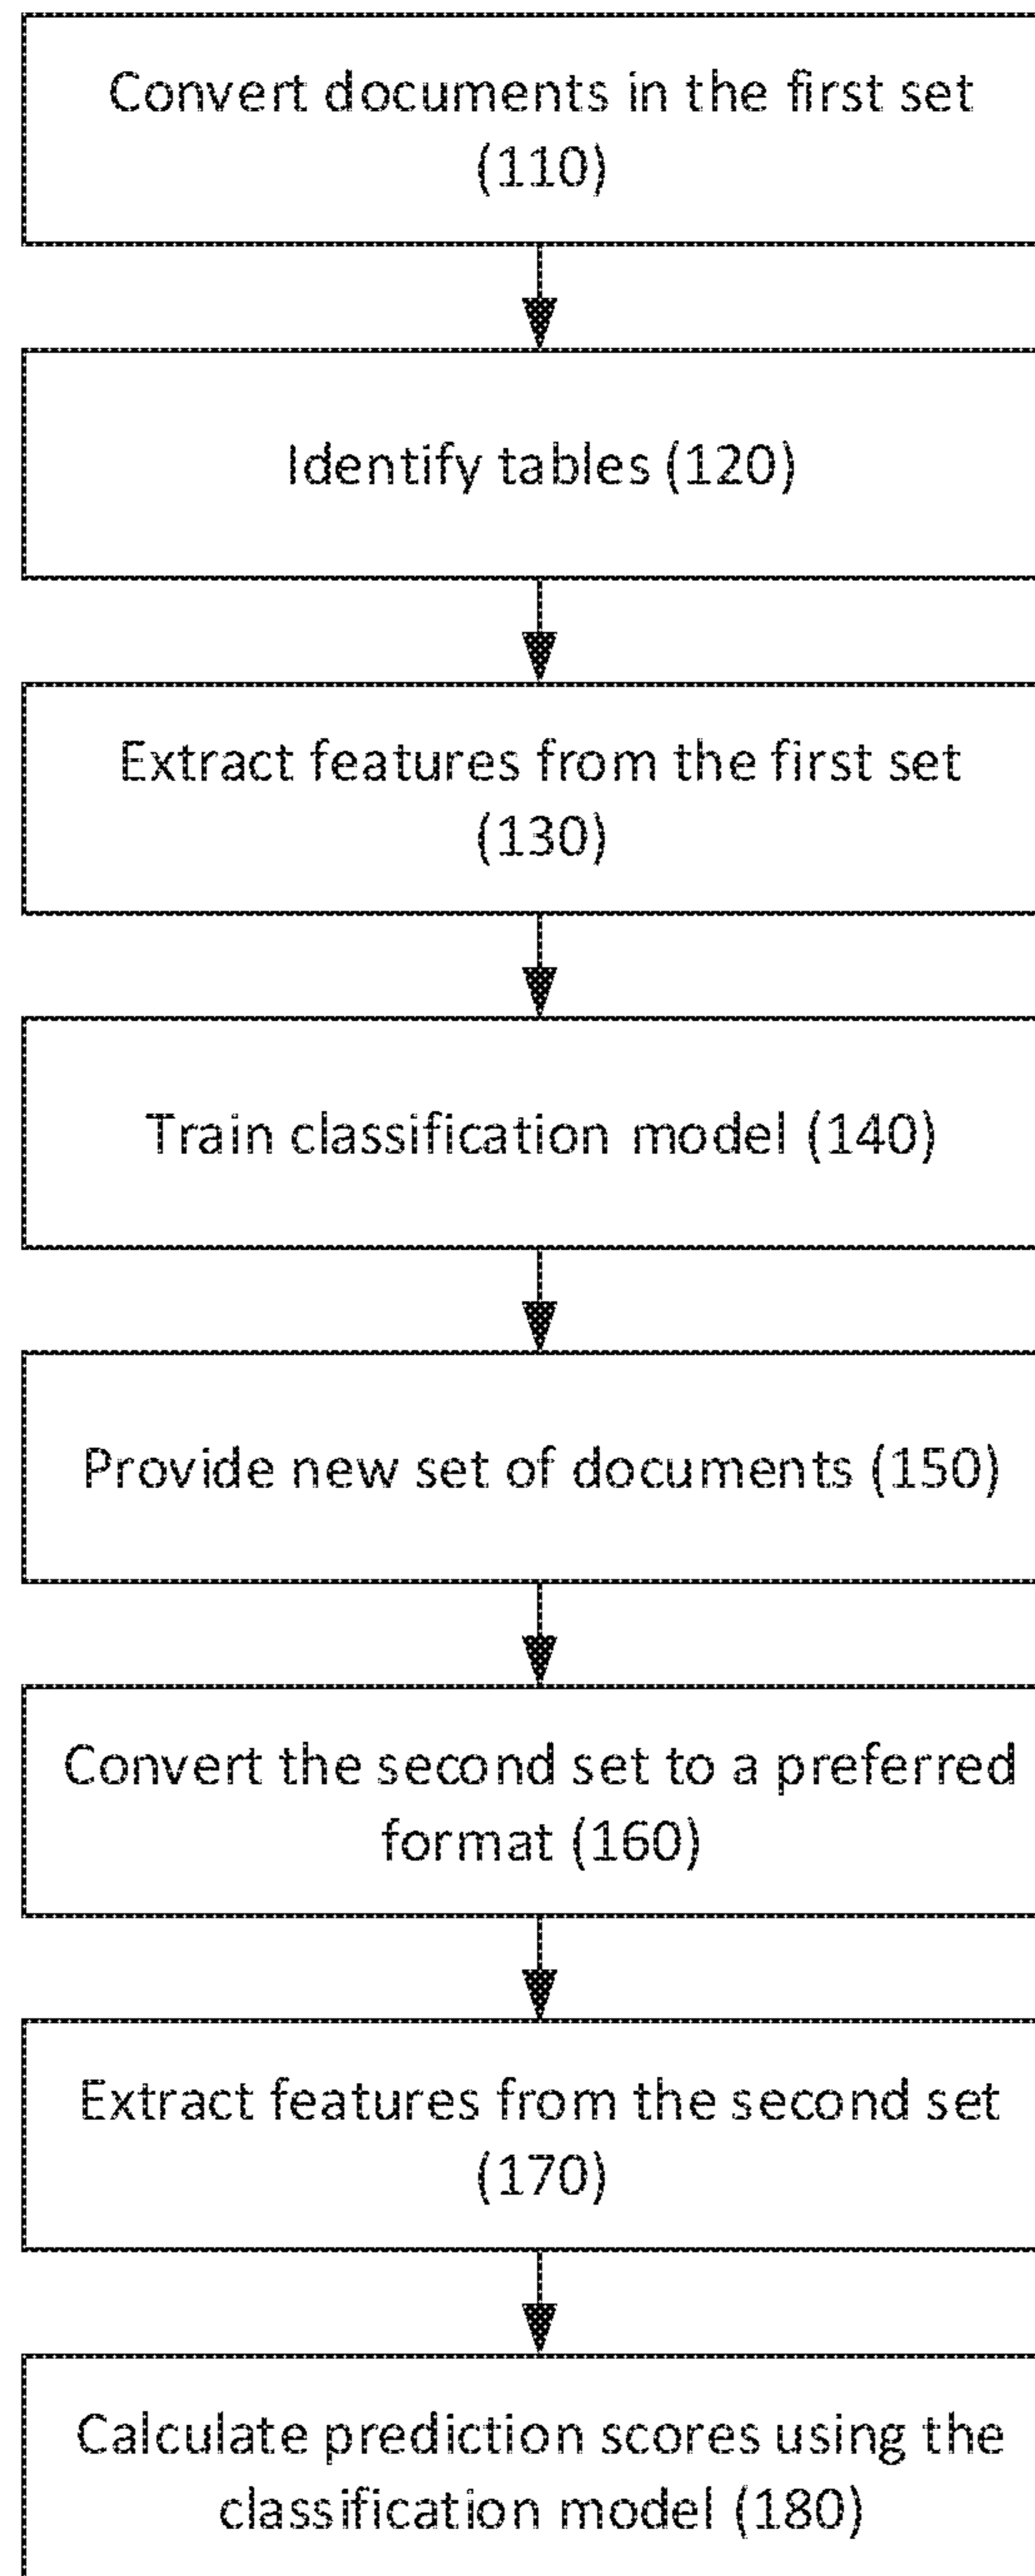 Convert documents in the first set
(110)
Identify tables (120)
Extract features from the first set
(130)
Train classification model (140)
Provide new set of documents (150)
Convert the second set to a preferred
format (160)
Extract features from the second set
(170)
Calculate prediction scores using the
classification model (180)